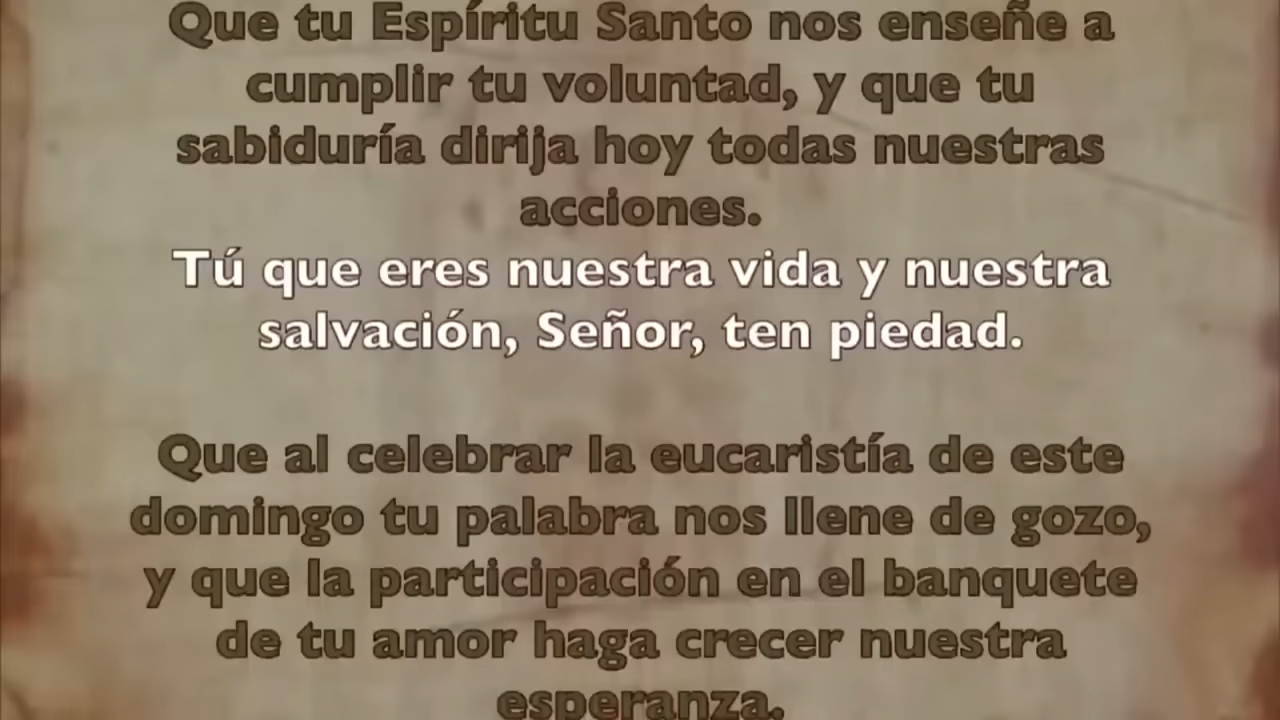 Que tu Espíritu Santo nos enseñe a
cumplir tu voluntad, y que tu
sabiduría dirija hoy todas nuestras
acciones.
Tú que eres nuestra vida y nuestra
salvación, Señor, ten piedad.
Que al celebrar la eucaristía de este
domingo tu palabra nos llene de gozo,
y que la participación en el banquete
de tu amor haga crecer nuestra
esperanza.